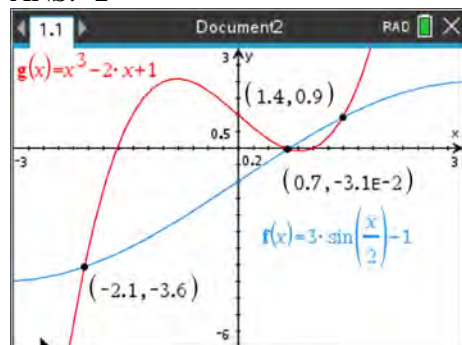 1.1 Document2 RAD
g(x)=x^3-2·x+1
3 y
(1.4,0.9)
0.5
x
-3 0.2 3
(0.7,-3.1E-2)
f(x)=3·sin(x/2)-1
(-2.1,-3.6)
-6